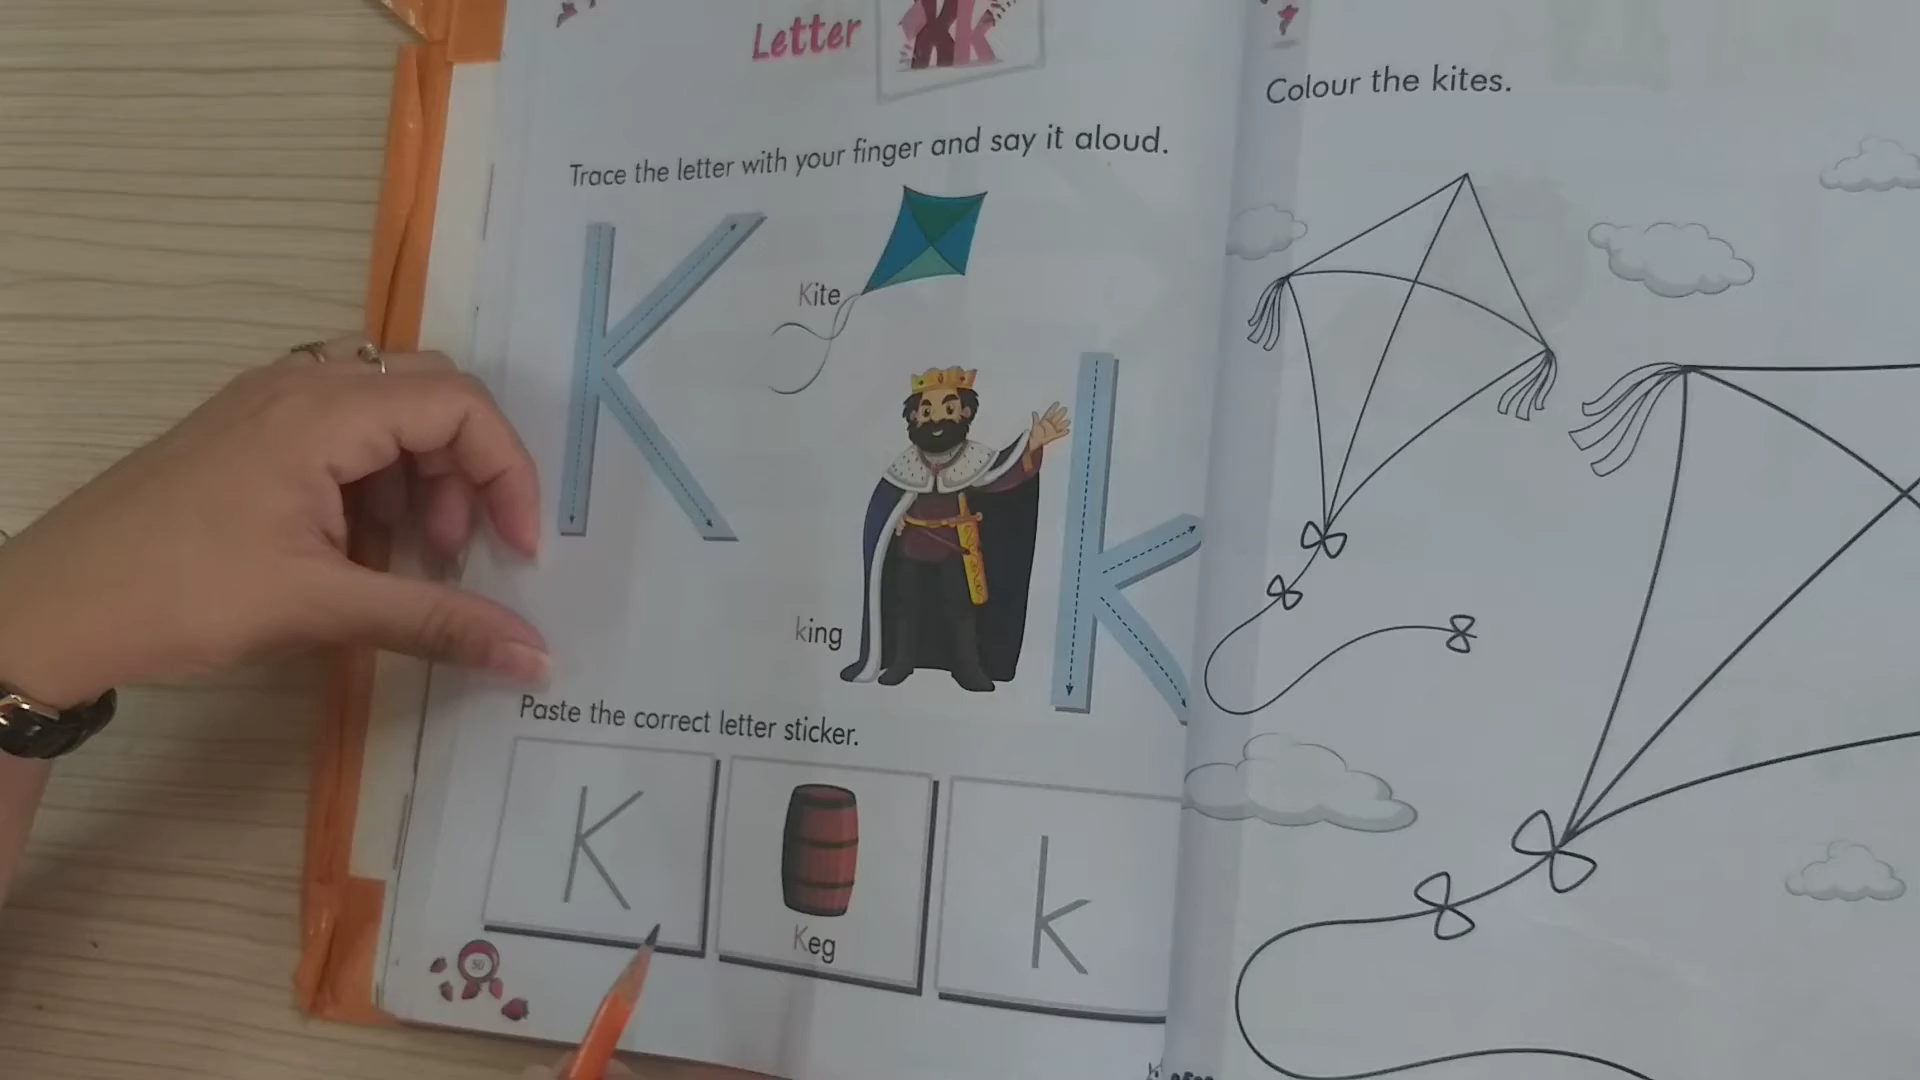 Letter Kk
Trace the letter with your finger and say it aloud.
K
Kite
k
king
Paste the correct letter sticker.
K
Keg
k
50
Colour the kites.